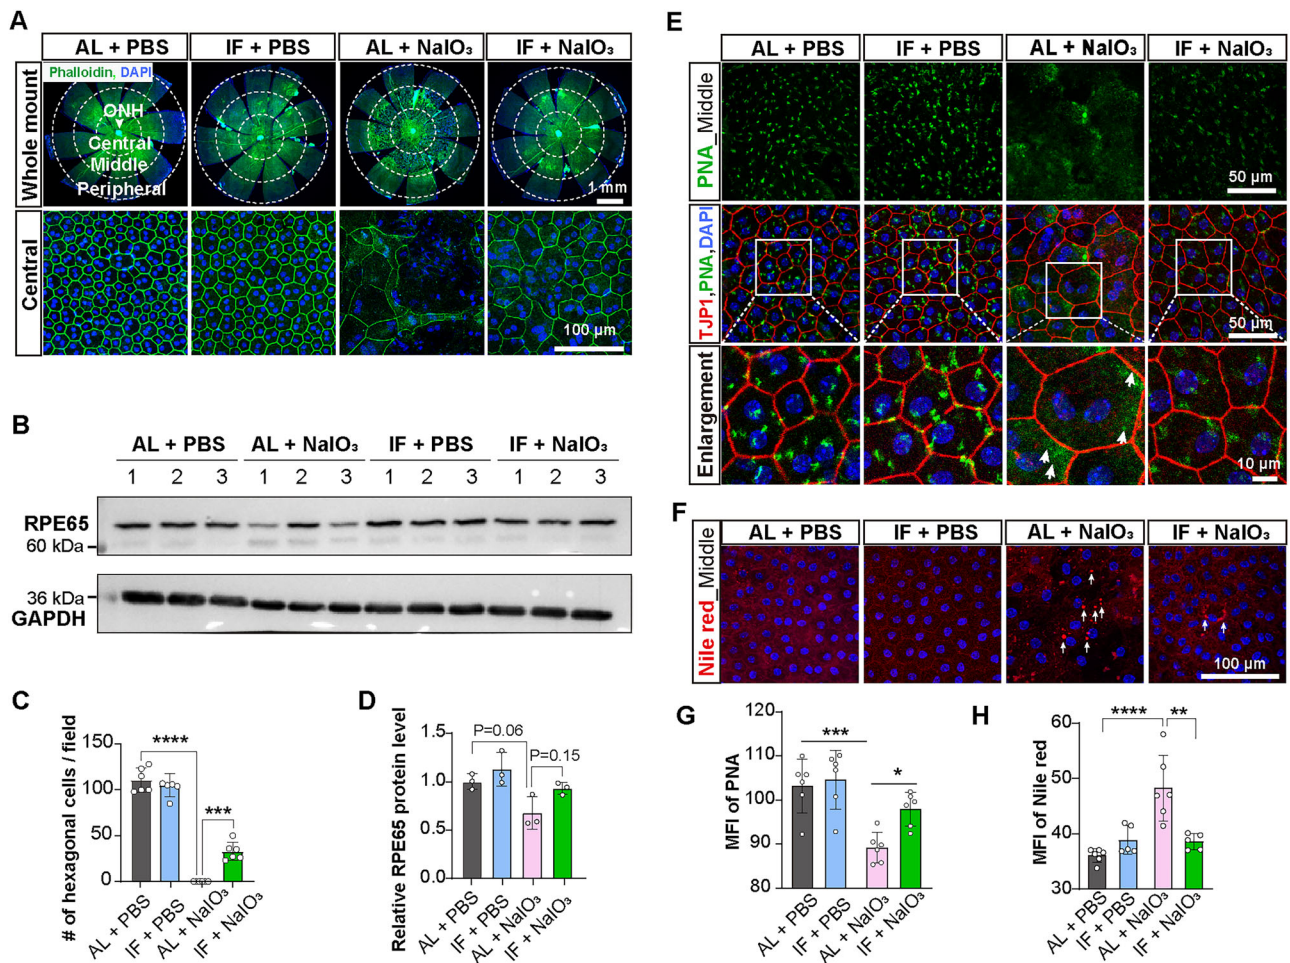 A
AL + PBS
IF + PBS
AL + NaIO₃
IF + NaIO₃
Whole mount
Phalloidin, DAPI
ONH
Central
Middle
Peripheral
1 mm
Central
100 µm
B
AL + PBS
AL + NaIO₃
IF + PBS
IF + NaIO₃
1 2 3 1 2 3 1 2 3 1 2 3
RPE65
60 kDa
36 kDa
GAPDH
C
# of hexagonal cells / field
150
100
50
0
****
***
AL + PBS
IF + PBS
AL + NaIO₃
IF + NaIO₃
D
Relative RPE65 protein level
1.5
1.0
0.5
0.0
P=0.06
P=0.15
AL + PBS
IF + PBS
AL + NaIO₃
IF + NaIO₃
E
AL + PBS
IF + PBS
AL + NaIO₃
IF + NaIO₃
PNA_Middle
50 µm
TJP1,PNA,DAPI
50 µm
Enlargement
10 µm
F
AL + PBS
IF + PBS
AL + NaIO₃
IF + NaIO₃
Nile red_Middle
100 µm
G
MFI of PNA
120
110
100
90
80
***
*
AL + PBS
IF + PBS
AL + NaIO₃
IF + NaIO₃
H
MFI of Nile red
60
50
40
30
****
**
AL + PBS
IF + PBS
AL + NaIO₃
IF + NaIO₃